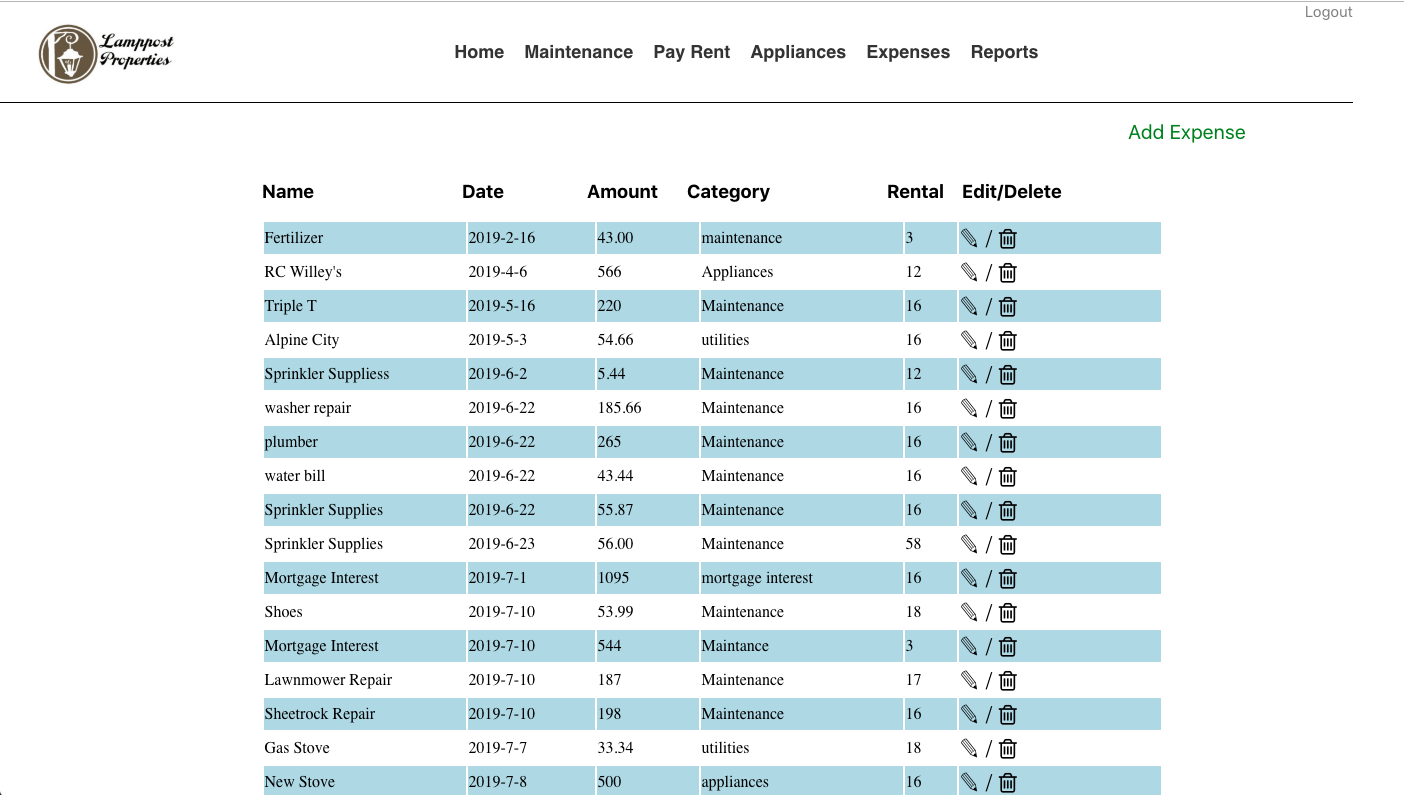 Logout
Lamppost
Properties
Home Maintenance Pay Rent Appliances Expenses Reports
Add Expense
Name Date Amount Category Rental Edit/Delete
Fertilizer 2019-2-16 43.00 maintenance 3 /
RC Willey's 2019-4-6 566 Appliances 12 /
Triple T 2019-5-16 220 Maintenance 16 /
Alpine City 2019-5-3 54.66 utilities 16 /
Sprinkler Suppliess 2019-6-2 5.44 Maintenance 12 /
washer repair 2019-6-22 185.66 Maintenance 16 /
plumber 2019-6-22 265 Maintenance 16 /
water bill 2019-6-22 43.44 Maintenance 16 /
Sprinkler Supplies 2019-6-22 55.87 Maintenance 16 /
Sprinkler Supplies 2019-6-23 56.00 Maintenance 58 /
Mortgage Interest 2019-7-1 1095 mortgage interest 16 /
Shoes 2019-7-10 53.99 Maintenance 18 /
Mortgage Interest 2019-7-10 544 Maintance 3 /
Lawnmower Repair 2019-7-10 187 Maintenance 17 /
Sheetrock Repair 2019-7-10 198 Maintenance 16 /
Gas Stove 2019-7-7 33.34 utilities 18 /
New Stove 2019-7-8 500 appliances 16 /